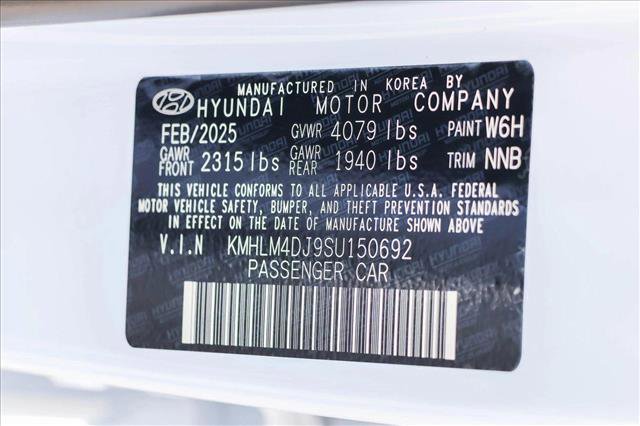 MANUFACTURED IN KOREA BY
HYUNDAI MOTOR COMPANY
FEB/2025 GVWR 4079 lbs PAINT W6H
GAWR FRONT 2315 lbs GAWR REAR 1940 lbs TRIM NNB
THIS VEHICLE CONFORMS TO ALL APPLICABLE U.S.A. FEDERAL
MOTOR VEHICLE SAFETY, BUMPER, AND THEFT PREVENTION STANDARDS
IN EFFECT ON THE DATE OF MANUFACTURE SHOWN ABOVE
V.I.N KMHLM4DJ9SU150692
PASSENGER CAR